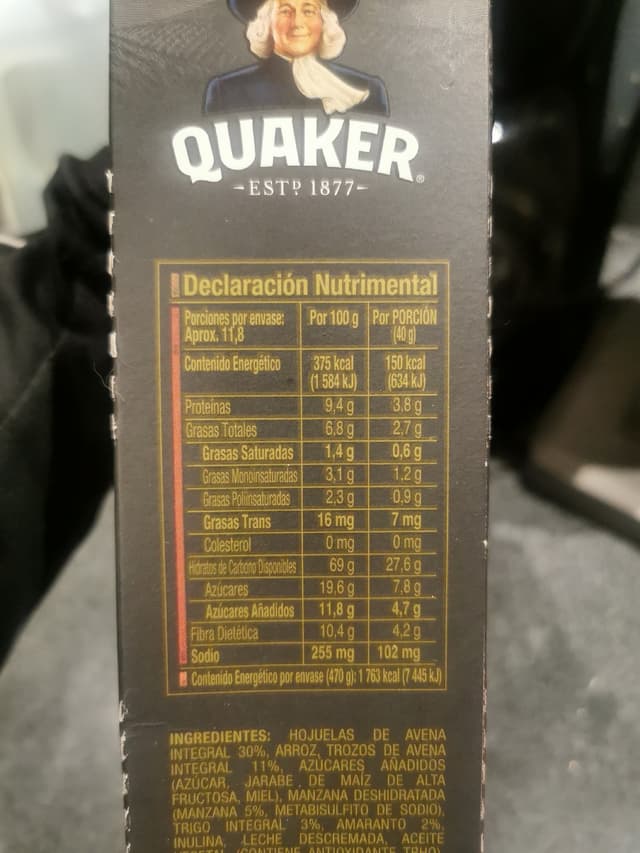 QUAKER®
-ESTD 1877-
Declaración Nutrimental
Porciones por envase: Aprox. 11,8 Por 100 g Por PORCIÓN (40 g)
Contenido Energético 375 kcal (1 584 kJ) 150 kcal (634 kJ)
Proteínas 9,4 g 3,8 g
Grasas Totales 6,8 g 2,7 g
Grasas Saturadas 1,4 g 0,6 g
Grasas Monoinsaturadas 3,1 g 1,2 g
Grasas Poliinsaturadas 2,3 g 0,9 g
Grasas Trans 16 mg 7 mg
Colesterol 0 mg 0 mg
Hidratos de Carbono Disponibles 69 g 27,6 g
Azúcares 19,6 g 7,8 g
Azúcares Añadidos 11,8 g 4,7 g
Fibra Dietética 10,4 g 4,2 g
Sodio 255 mg 102 mg
Contenido Energético por envase (470 g): 1 763 kcal (7 445 kJ)
INGREDIENTES: HOJUELAS DE AVENA
INTEGRAL 30%, ARROZ, TROZOS DE AVENA
INTEGRAL 11%, AZÚCARES AÑADIDOS
(AZÚCAR, JARABE DE MAÍZ DE ALTA
FRUCTOSA, MIEL), MANZANA DESHIDRATADA
(MANZANA 5%, METABISULFITO DE SODIO),
TRIGO INTEGRAL 3%, AMARANTO 2%,
INULINA, LECHE DESCREMADA, ACEITE
VEGETAL (CONTIENE ANTIOXIDANTE TBHQ)